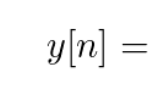 y[n] =